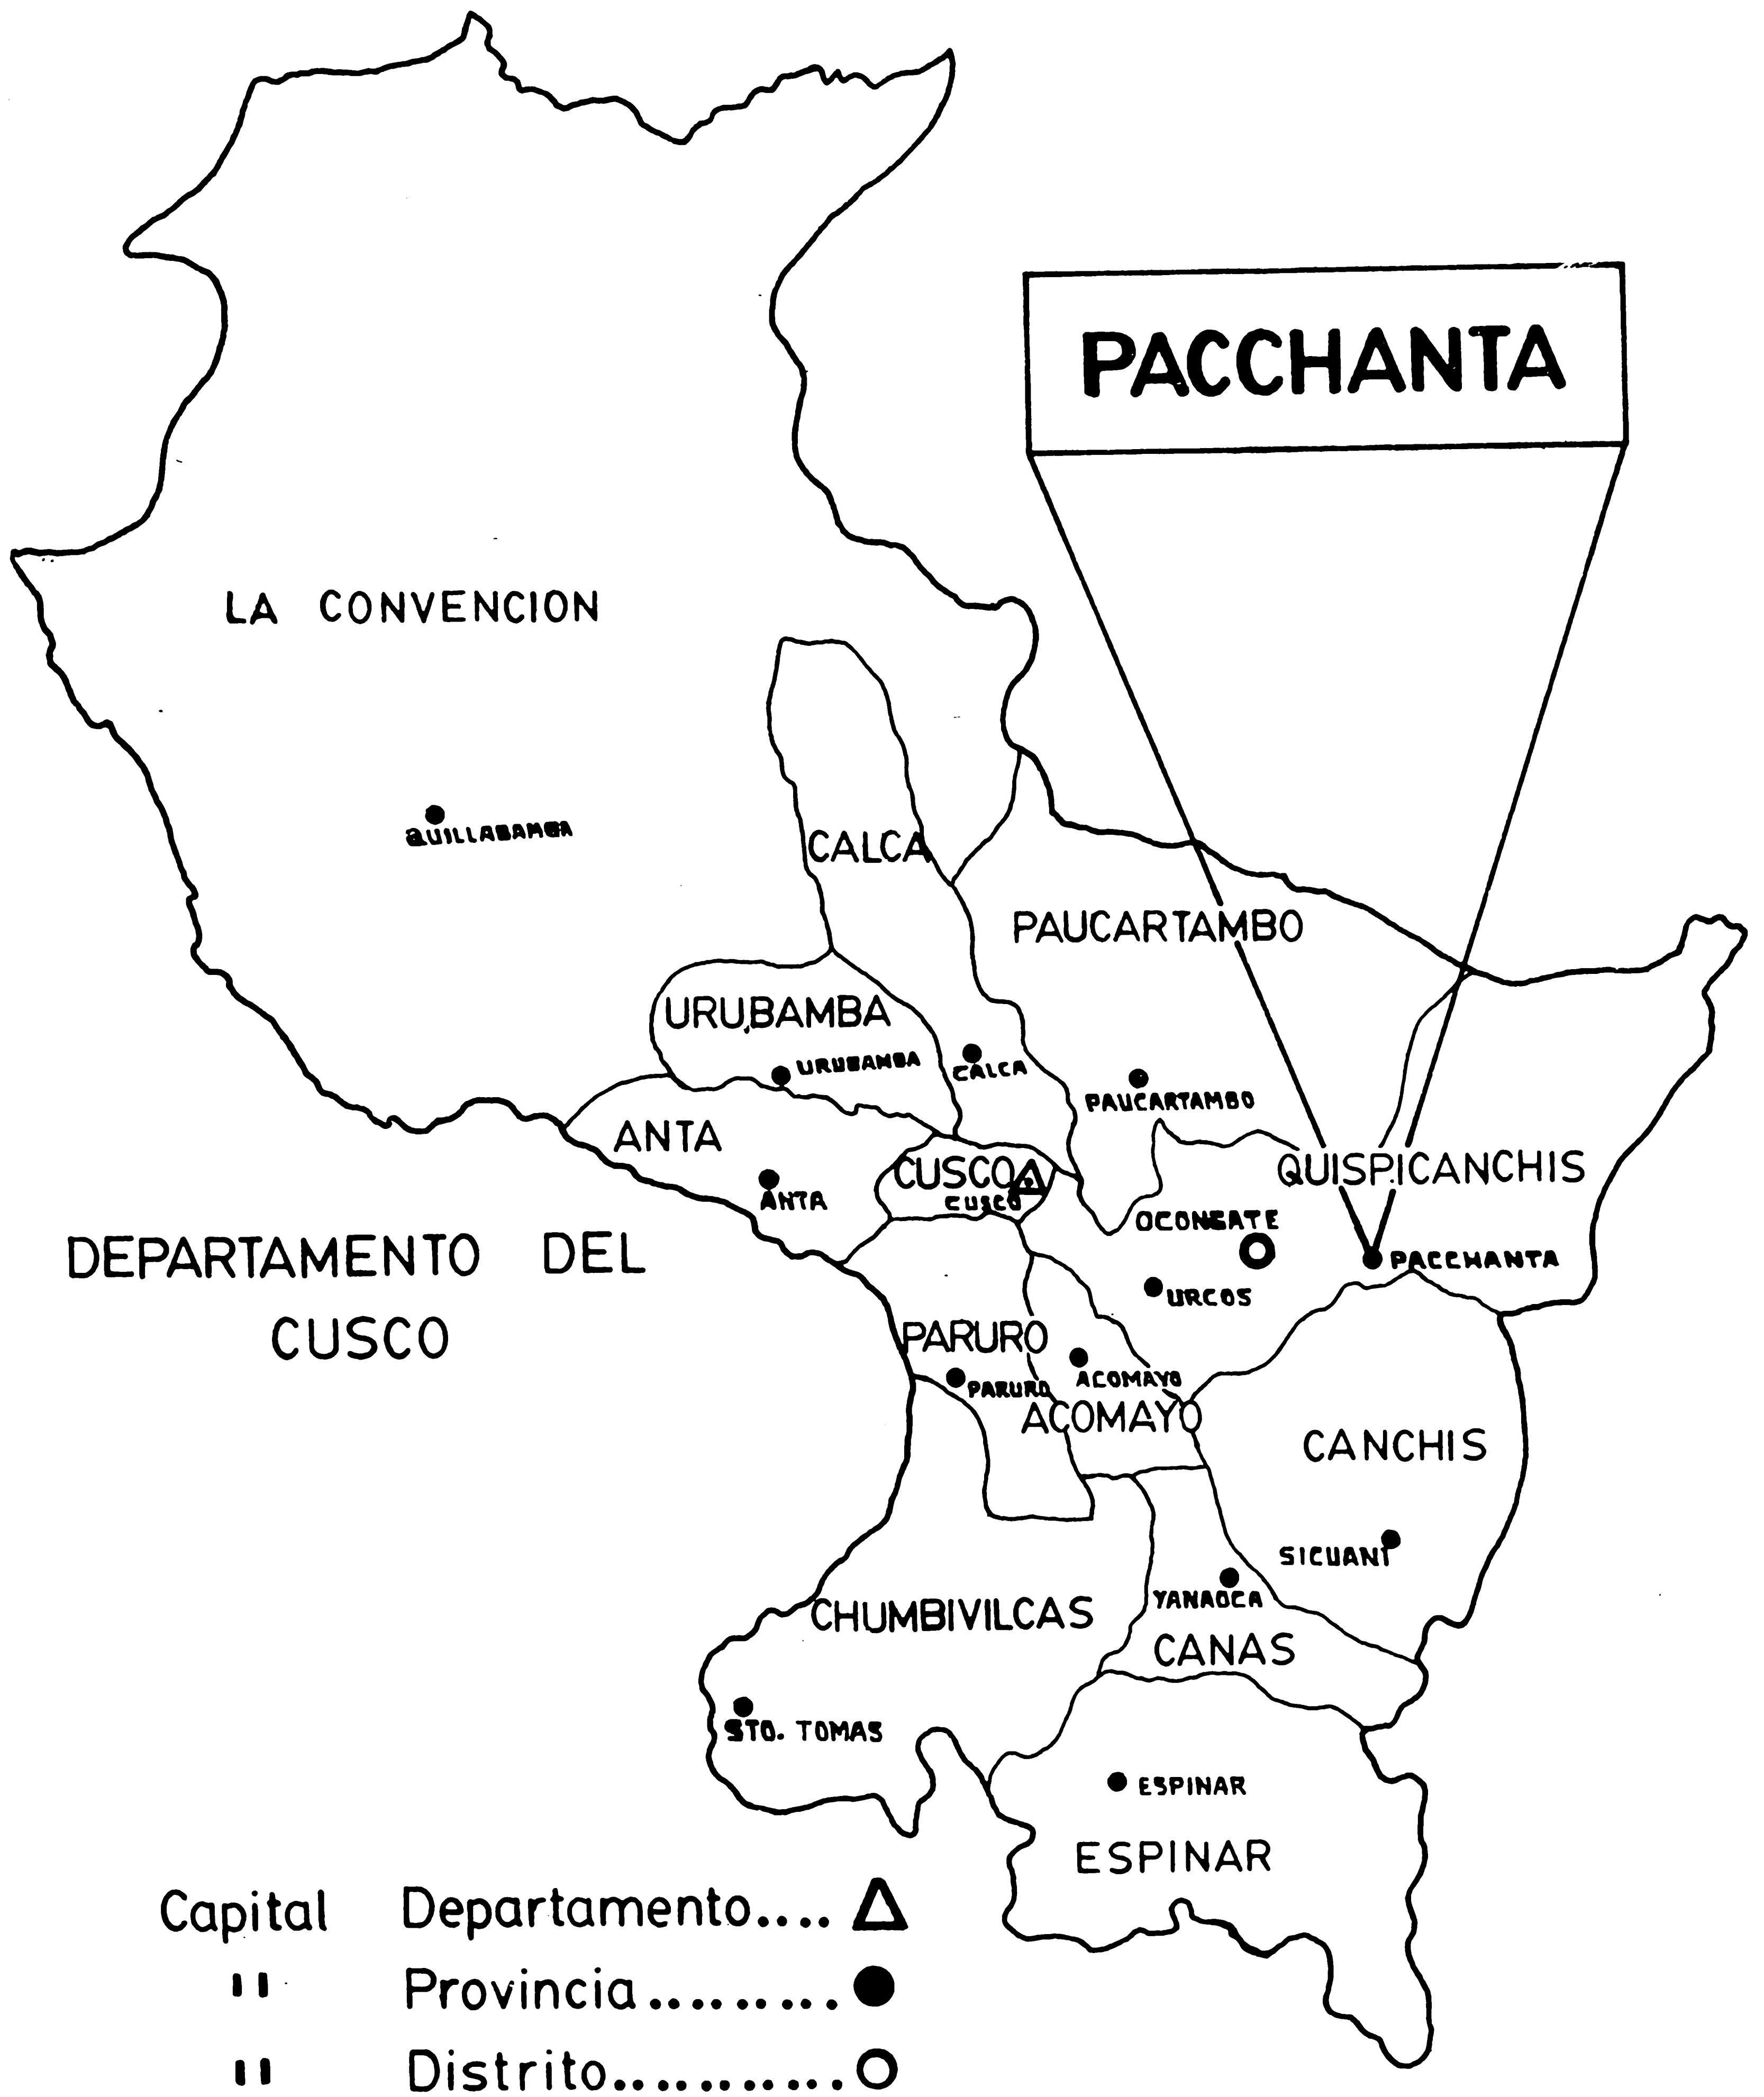 PACCHANTA
LA CONVENCION
QUILLABAMBA
CALCA
PAUCARTAMBO
URUBAMBA
URUBAMBA
CALCA
PAUCARTAMBO
ANTA
ANTA
CUSCO
CUSCO
QUISPICANCHIS
OCONGATE
PACCHANTA
URCOS
DEPARTAMENTO DEL
CUSCO
PARURO
PARURO
ACOMAYO
ACOMAYO
CANCHIS
SICUANI
YANAOCA
CHUMBIVILCAS
CANAS
STO. TOMAS
ESPINAR
ESPINAR
Capital Departamento....
" Provincia.........
" Distrito...........